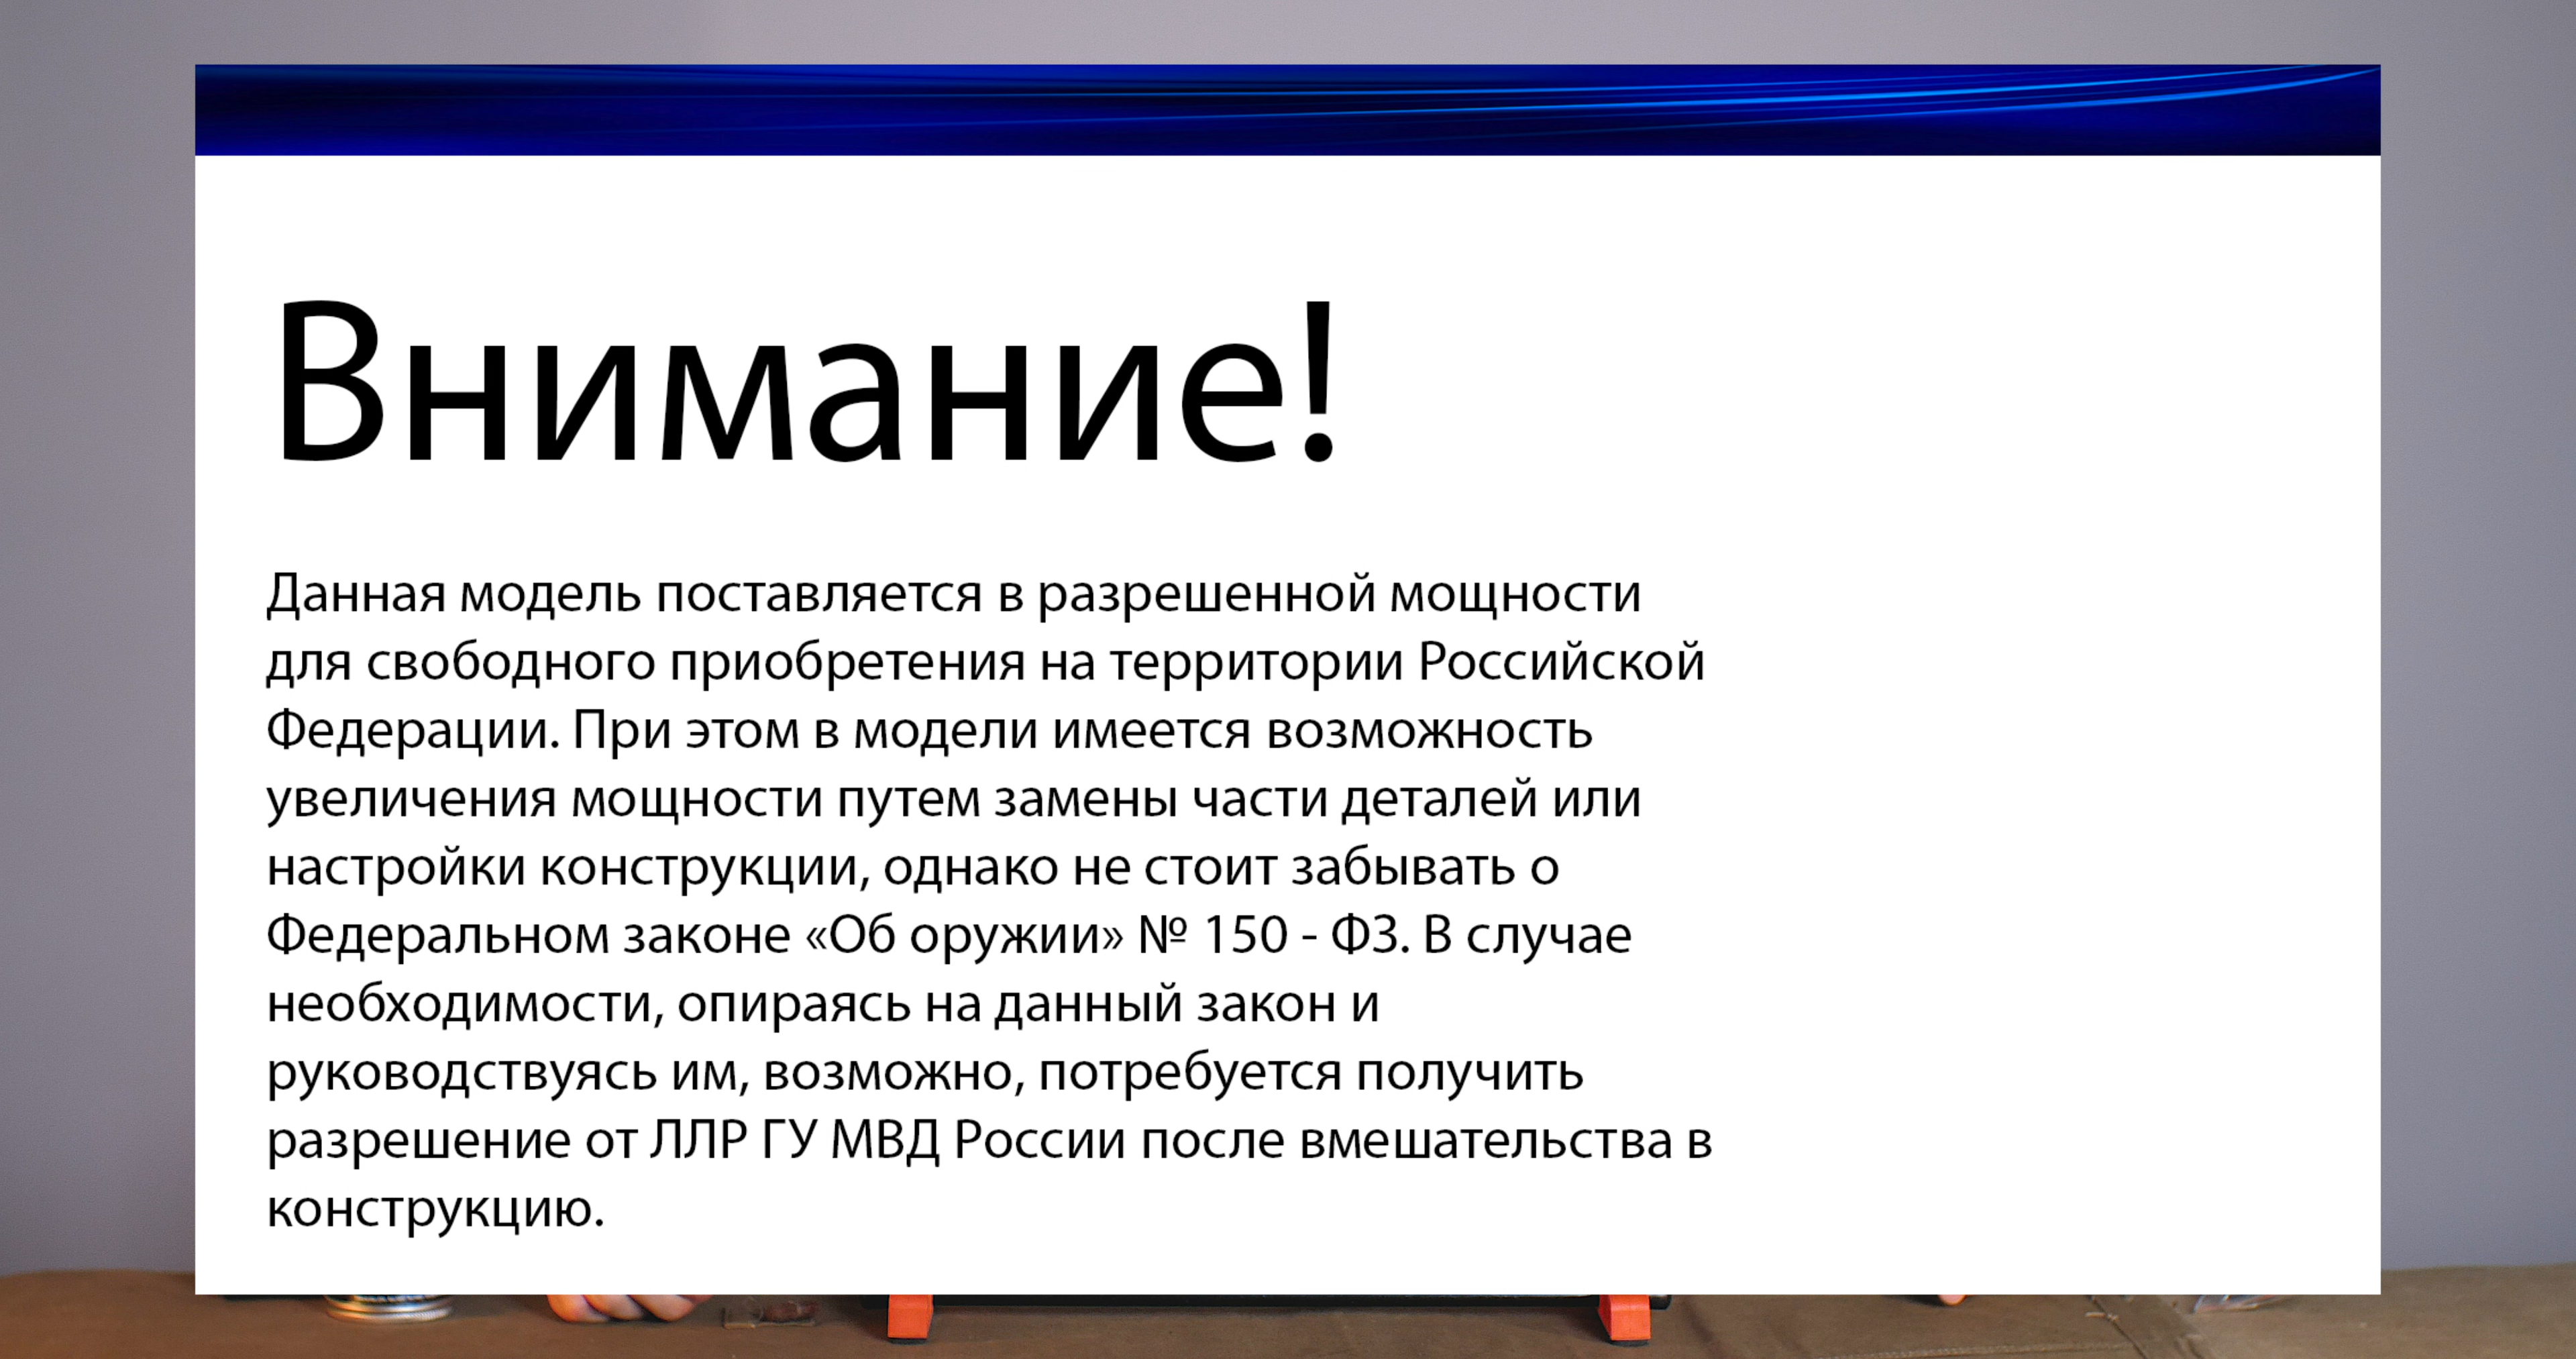 Внимание!
Данная модель поставляется в разрешенной мощности
для свободного приобретения на территории Российской
Федерации. При этом в модели имеется возможность
увеличения мощности путем замены части деталей или
настройки конструкции, однако не стоит забывать о
Федеральном законе «Об оружии» № 150 - ФЗ. В случае
необходимости, опираясь на данный закон и
руководствуясь им, возможно, потребуется получить
разрешение от ЛЛР ГУ МВД России после вмешательства в
конструкцию.